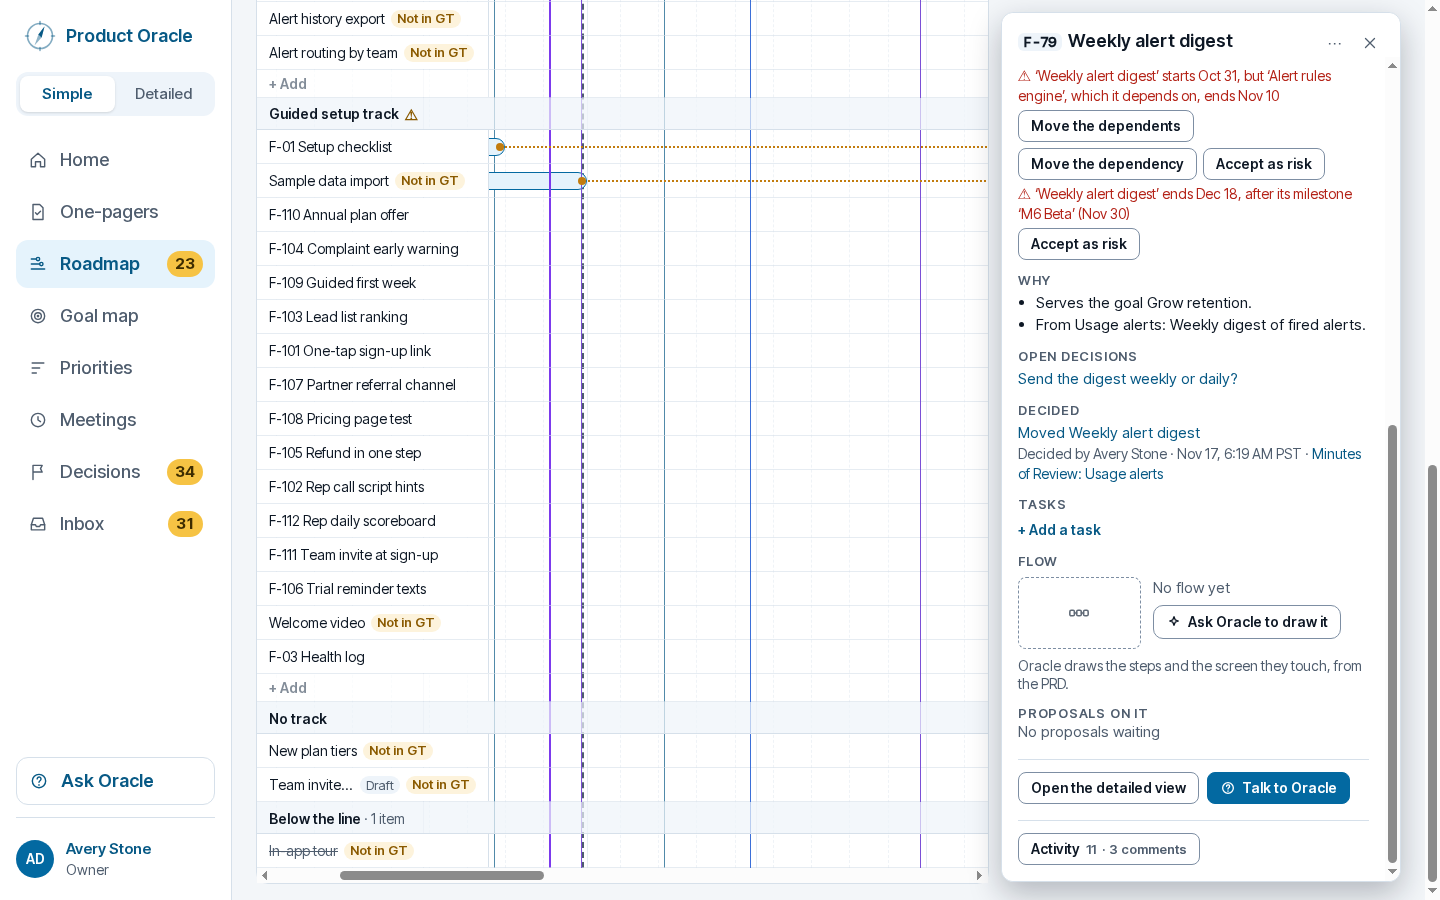 Product Oracle
Simple
Detailed
Home
One-pagers
Roadmap 23
Goal map
Priorities
Meetings
Decisions 34
Inbox 31
Ask Oracle
AD
Avery Stone
Owner
Alert history export Not in GT
Alert routing by team Not in GT
+ Add
Guided setup track ⚠
F-01 Setup checklist
Sample data import Not in GT
F-110 Annual plan offer
F-104 Complaint early warning
F-109 Guided first week
F-103 Lead list ranking
F-101 One-tap sign-up link
F-107 Partner referral channel
F-108 Pricing page test
F-105 Refund in one step
F-102 Rep call script hints
F-112 Rep daily scoreboard
F-111 Team invite at sign-up
F-106 Trial reminder texts
Welcome video Not in GT
F-03 Health log
+ Add
No track
New plan tiers Not in GT
Team invite... Draft Not in GT
Below the line · 1 item
In-app tour Not in GT
F-79 Weekly alert digest
⚠ ‘Weekly alert digest’ starts Oct 31, but ‘Alert rules
engine’, which it depends on, ends Nov 10
Move the dependents
Move the dependency Accept as risk
⚠ ‘Weekly alert digest’ ends Dec 18, after its milestone
‘M6 Beta’ (Nov 30)
Accept as risk
WHY
• Serves the goal Grow retention.
• From Usage alerts: Weekly digest of fired alerts.
OPEN DECISIONS
Send the digest weekly or daily?
DECIDED
Moved Weekly alert digest
Decided by Avery Stone · Nov 17, 6:19 AM PST · Minutes
of Review: Usage alerts
TASKS
+ Add a task
FLOW
No flow yet
Ask Oracle to draw it
Oracle draws the steps and the screen they touch, from
the PRD.
PROPOSALS ON IT
No proposals waiting
Open the detailed view Talk to Oracle
Activity 11 · 3 comments